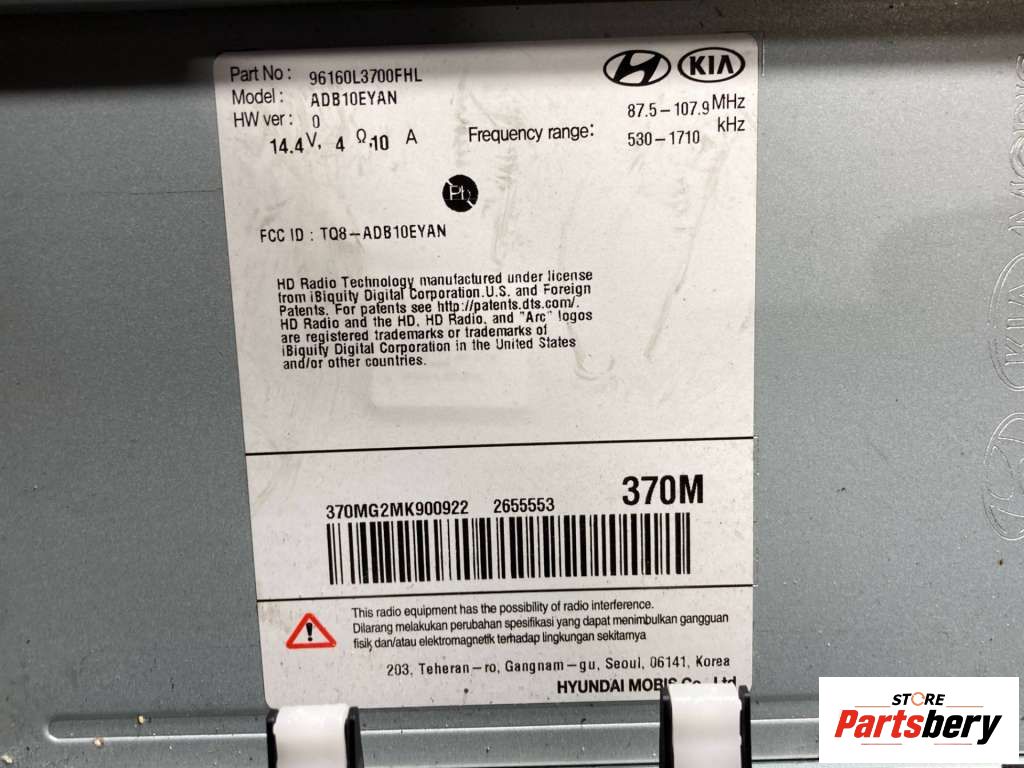 Part No : 96160L3700FHL
KIA
Model : ADB10EYAN
HW ver : 0
14.4V, 4 Ω,10 A
Frequency range:
87.5-107.9 MHz
530-1710 kHz
Pb
FCC ID : TQ8-ADB10EYAN
HD Radio Technology manufactured under license
from iBiquity Digital Corporation.U.S. and Foreign
Patents. For patents see http://patents.dts.com/.
HD Radio and the HD, HD Radio, and "Arc" logos
are registered trademarks or trademarks of
iBiquity Digital Corporation in the United States
and/or other countries.
370M
370MG2MK900922 2655553
This radio equipment has the possibility of radio interference.
Dilarang melakukan perubahan spesifikasi yang dapat menimbulkan gangguan
fisik dan/atau elektromagnetik terhadap lingkungan sekitarnya
203, Teheran-ro, Gangnam-gu, Seoul, 06141, Korea
HYUNDAI MOBIS Co., Ltd.
STORE
Partsbery